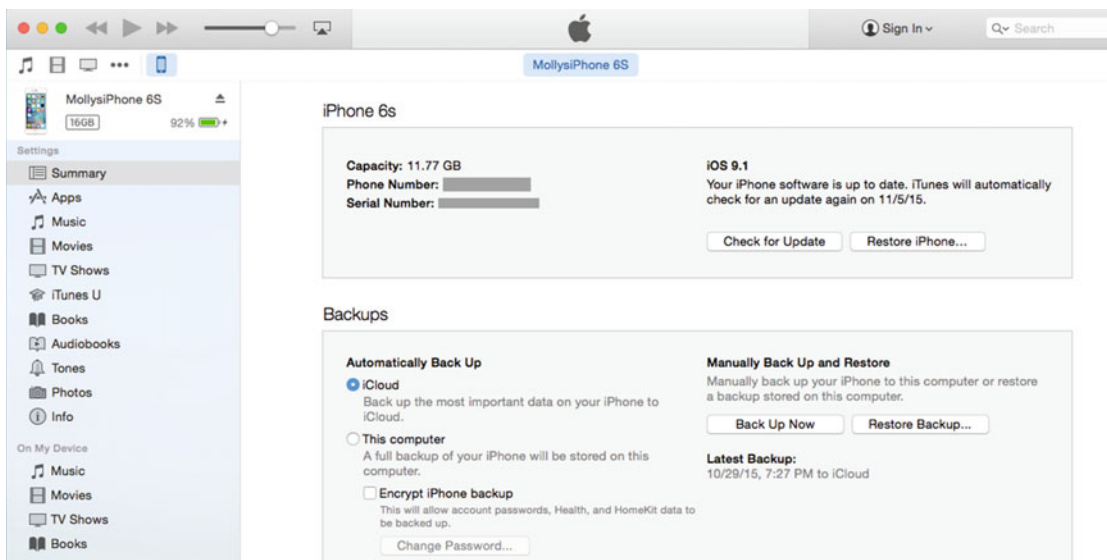 Sign In
Search
MollysiPhone 6S
MollysiPhone 6S
16GB 92%
Settings
Summary
Apps
Music
Movies
TV Shows
iTunes U
Books
Audiobooks
Tones
Photos
Info
On My Device
Music
Movies
TV Shows
Books
iPhone 6s
Capacity: 11.77 GB
Phone Number:
Serial Number:
iOS 9.1
Your iPhone software is up to date. iTunes will automatically
check for an update again on 11/5/15.
Check for Update Restore iPhone...
Backups
Automatically Back Up
iCloud
Back up the most important data on your iPhone to
iCloud.
This computer
A full backup of your iPhone will be stored on this
computer.
Encrypt iPhone backup
This will allow account passwords, Health, and HomeKit data to
be backed up.
Change Password...
Manually Back Up and Restore
Manually back up your iPhone to this computer or restore
a backup stored on this computer.
Back Up Now Restore Backup...
Latest Backup:
10/29/15, 7:27 PM to iCloud